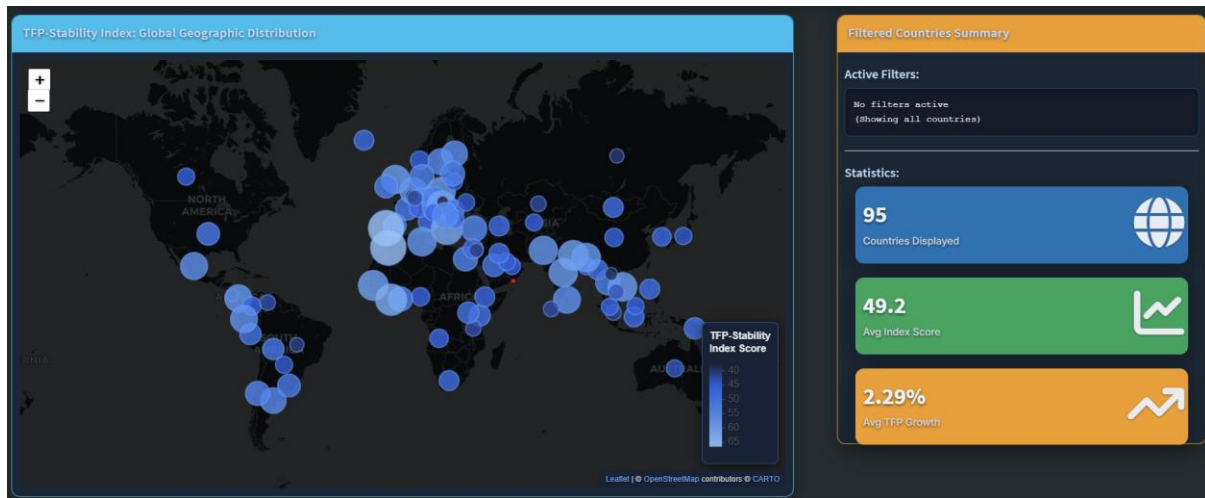 TFP-Stability Index: Global Geographic Distribution
+
−
NORTH
AMERICA
AFRICA
SOUTH
AMERICA
TFP-Stability
Index Score
40
45
50
55
60
65
Leaflet | © OpenStreetMap contributors © CARTO
Filtered Countries Summary
Active Filters:
No filters active
(Showing all countries)
Statistics:
95
Countries Displayed
49.2
Avg Index Score
2.29%
Avg TFP Growth